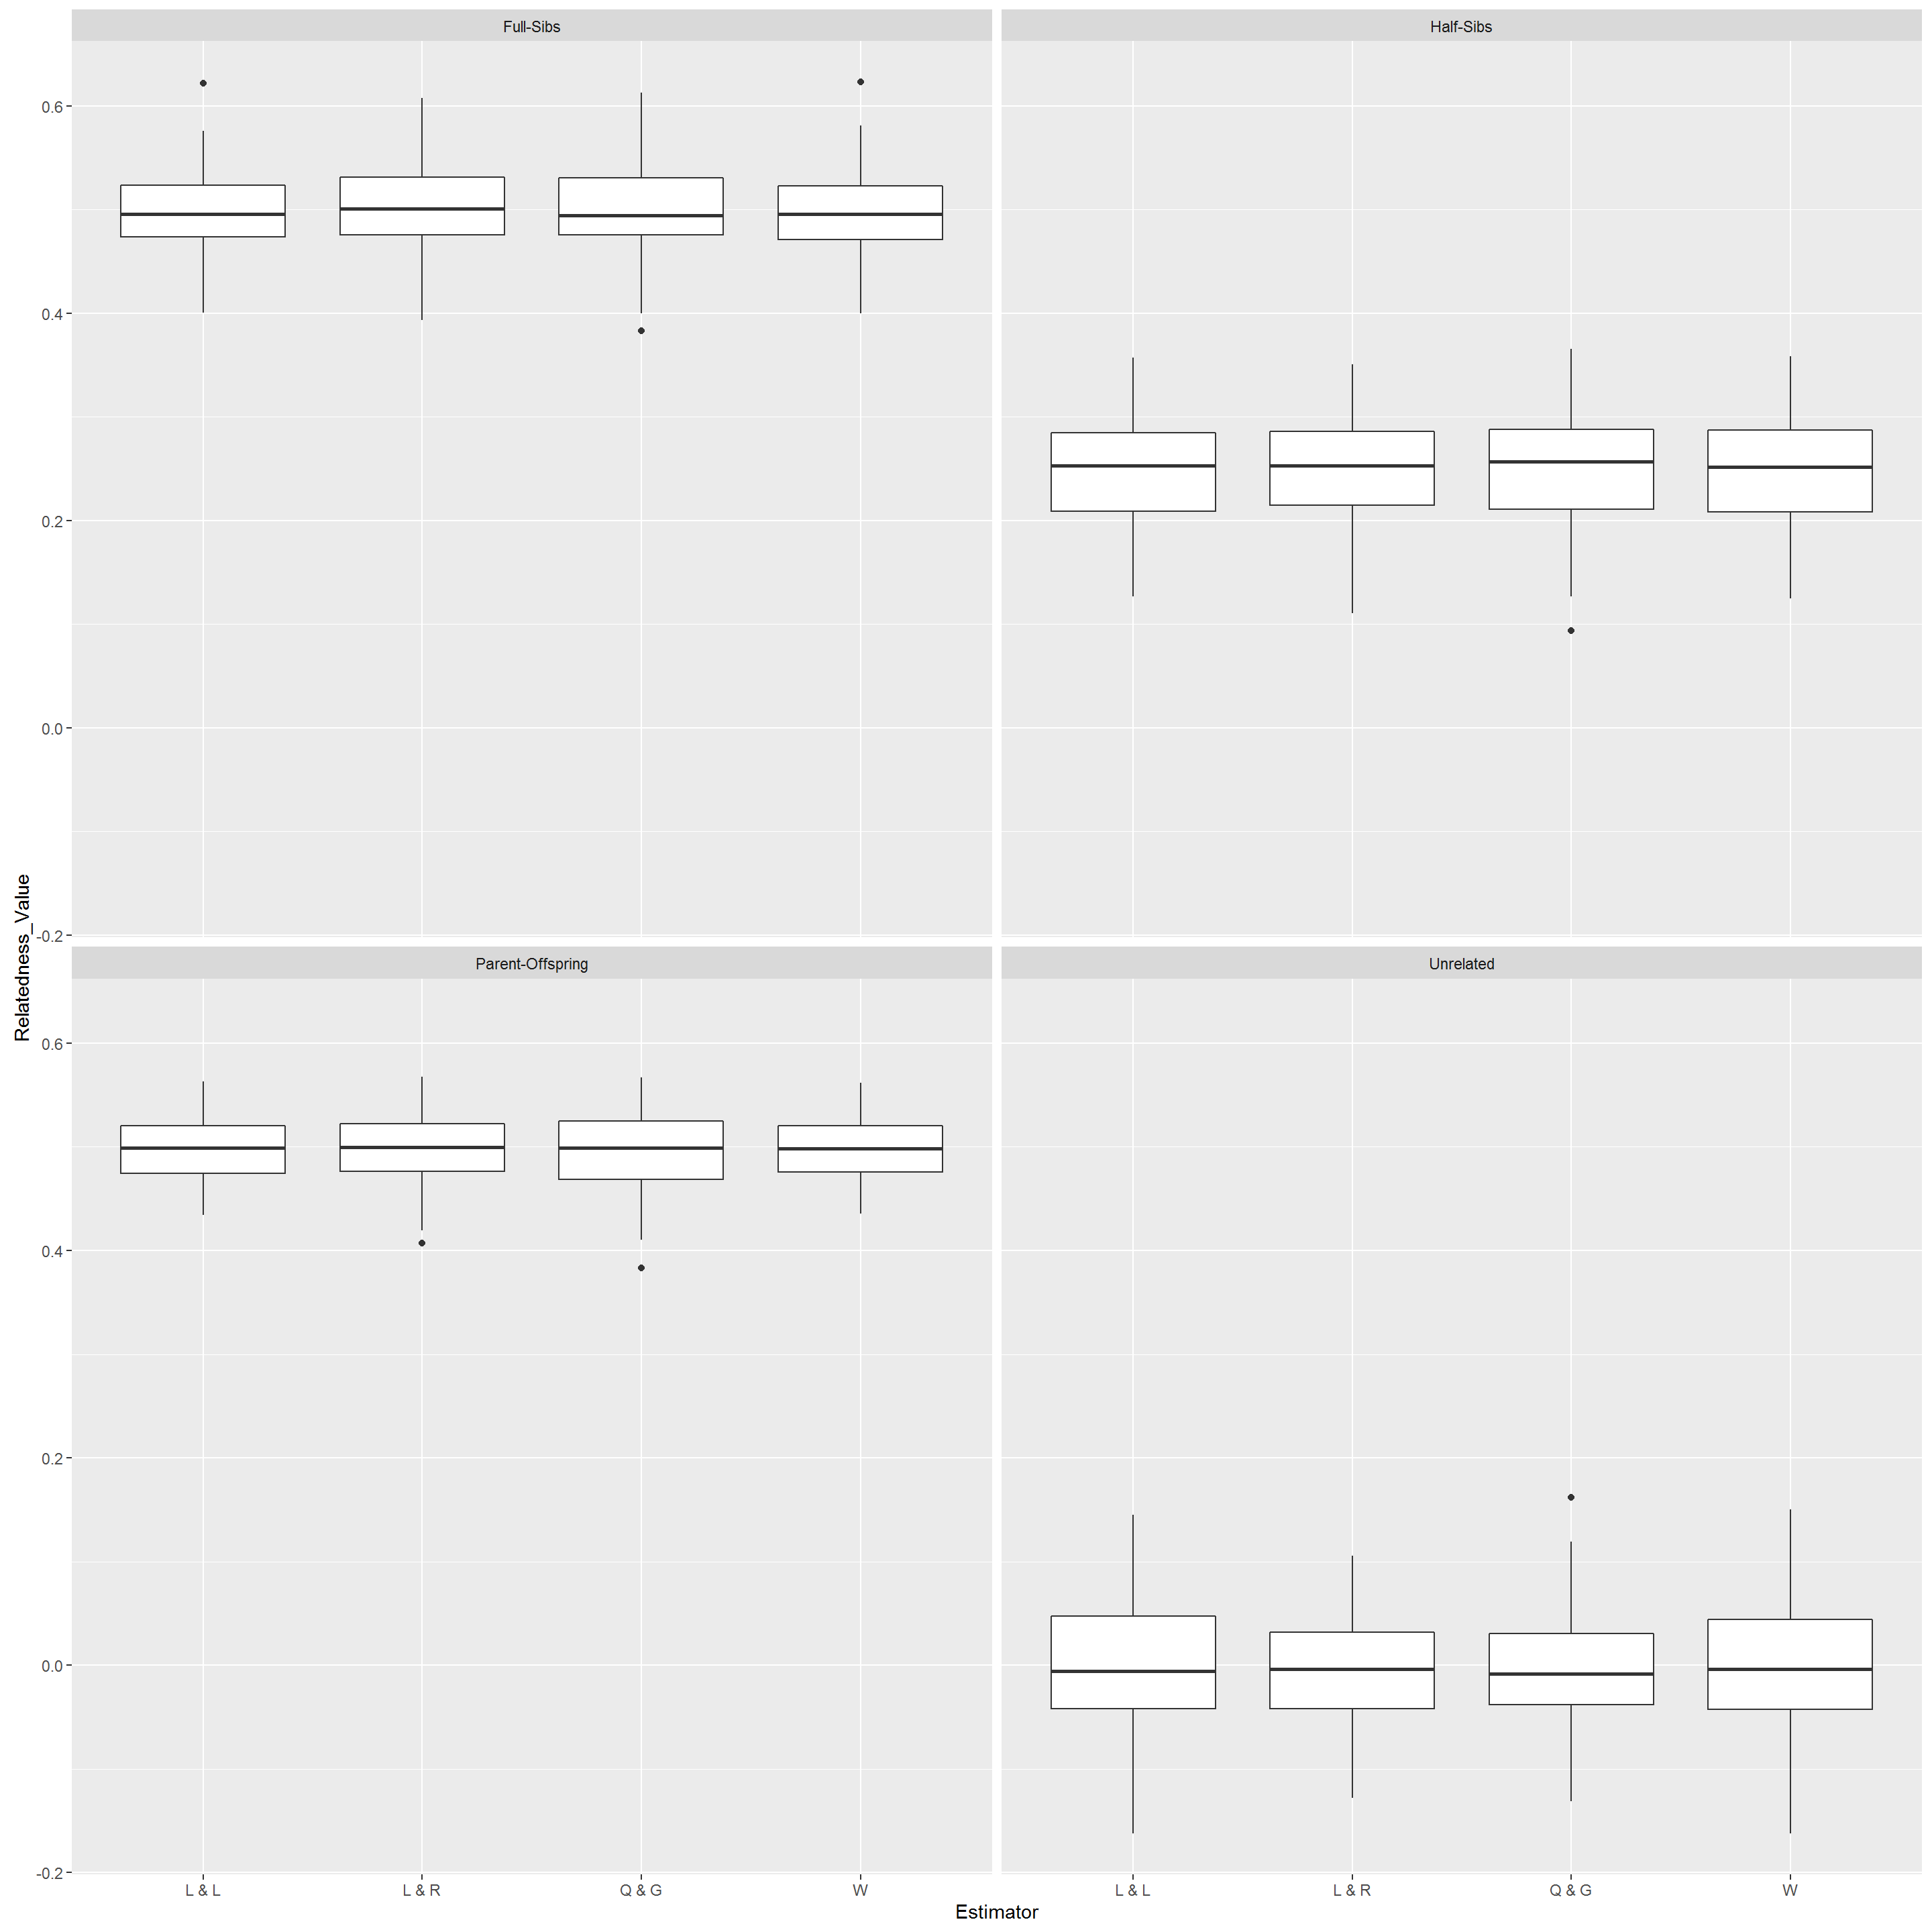 Full-Sibs
Half-Sibs
0.6
0.4
0.2
0.0
-0.2
Relatedness_Value
Parent-Offspring
Unrelated
0.6
0.4
0.2
0.0
-0.2
L & L
L & R
Q & G
W
L & L
L & R
Q & G
W
Estimator